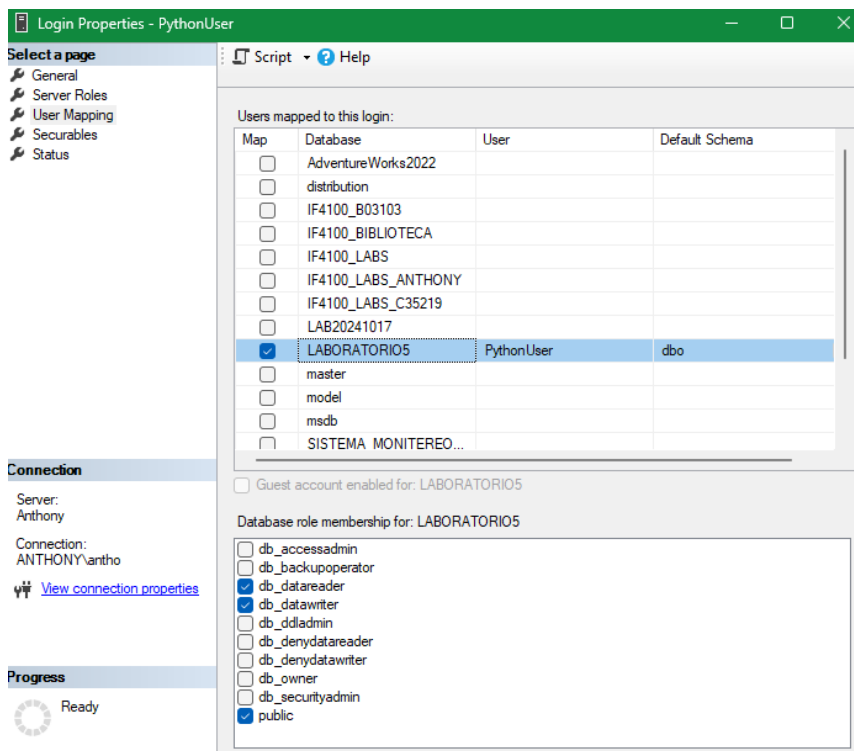 Login Properties - PythonUser
Select a page
General
Server Roles
User Mapping
Securables
Status
Script
Help
Users mapped to this login:
Map Database User Default Schema
AdventureWorks2022
distribution
IF4100_B03103
IF4100_BIBLIOTECA
IF4100_LABS
IF4100_LABS_ANTHONY
IF4100_LABS_C35219
LAB20241017
LABORATORIO5 PythonUser dbo
master
model
msdb
SISTEMA_MONITEREO...
Guest account enabled for: LABORATORIO5
Database role membership for: LABORATORIO5
db_accessadmin
db_backupoperator
db_datareader
db_datawriter
db_ddladmin
db_denydatareader
db_denydatawriter
db_owner
db_securityadmin
public
Connection
Server:
Anthony
Connection:
ANTHONY\antho
View connection properties
Progress
Ready